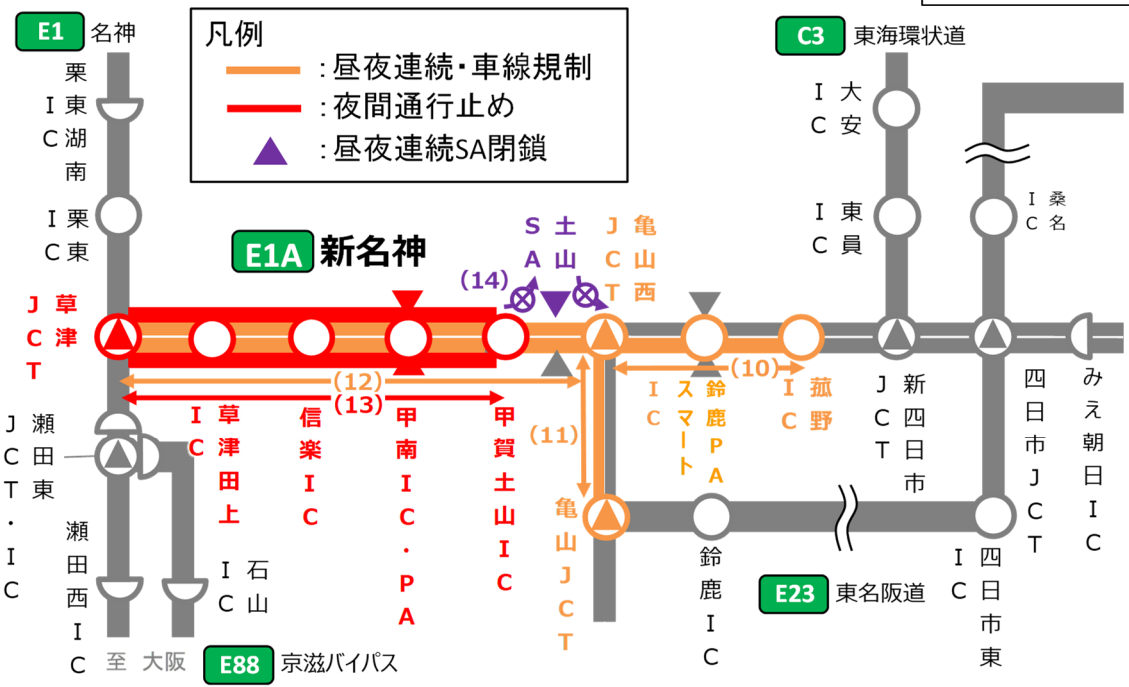 E1 名神
凡例
：昼夜連続・車線規制
：夜間通行止め
：昼夜連続SA閉鎖
C3 東海環状道
栗東湖南IC
栗東IC
大安IC
東員IC
桑名IC
E1A 新名神
土山SA
亀山西JCT
(14)
草津JCT
(12)
(13)
(10)
(11)
草津田上IC
信楽IC
甲南IC・PA
甲賀土山IC
鈴鹿PAスマートIC
菰野IC
新四日市JCT
四日市JCT
みえ朝日IC
瀬田東JCT・IC
瀬田西IC
石山IC
亀山JCT
鈴鹿IC
四日市東IC
E23 東名阪道
至 大阪
E88 京滋バイパス